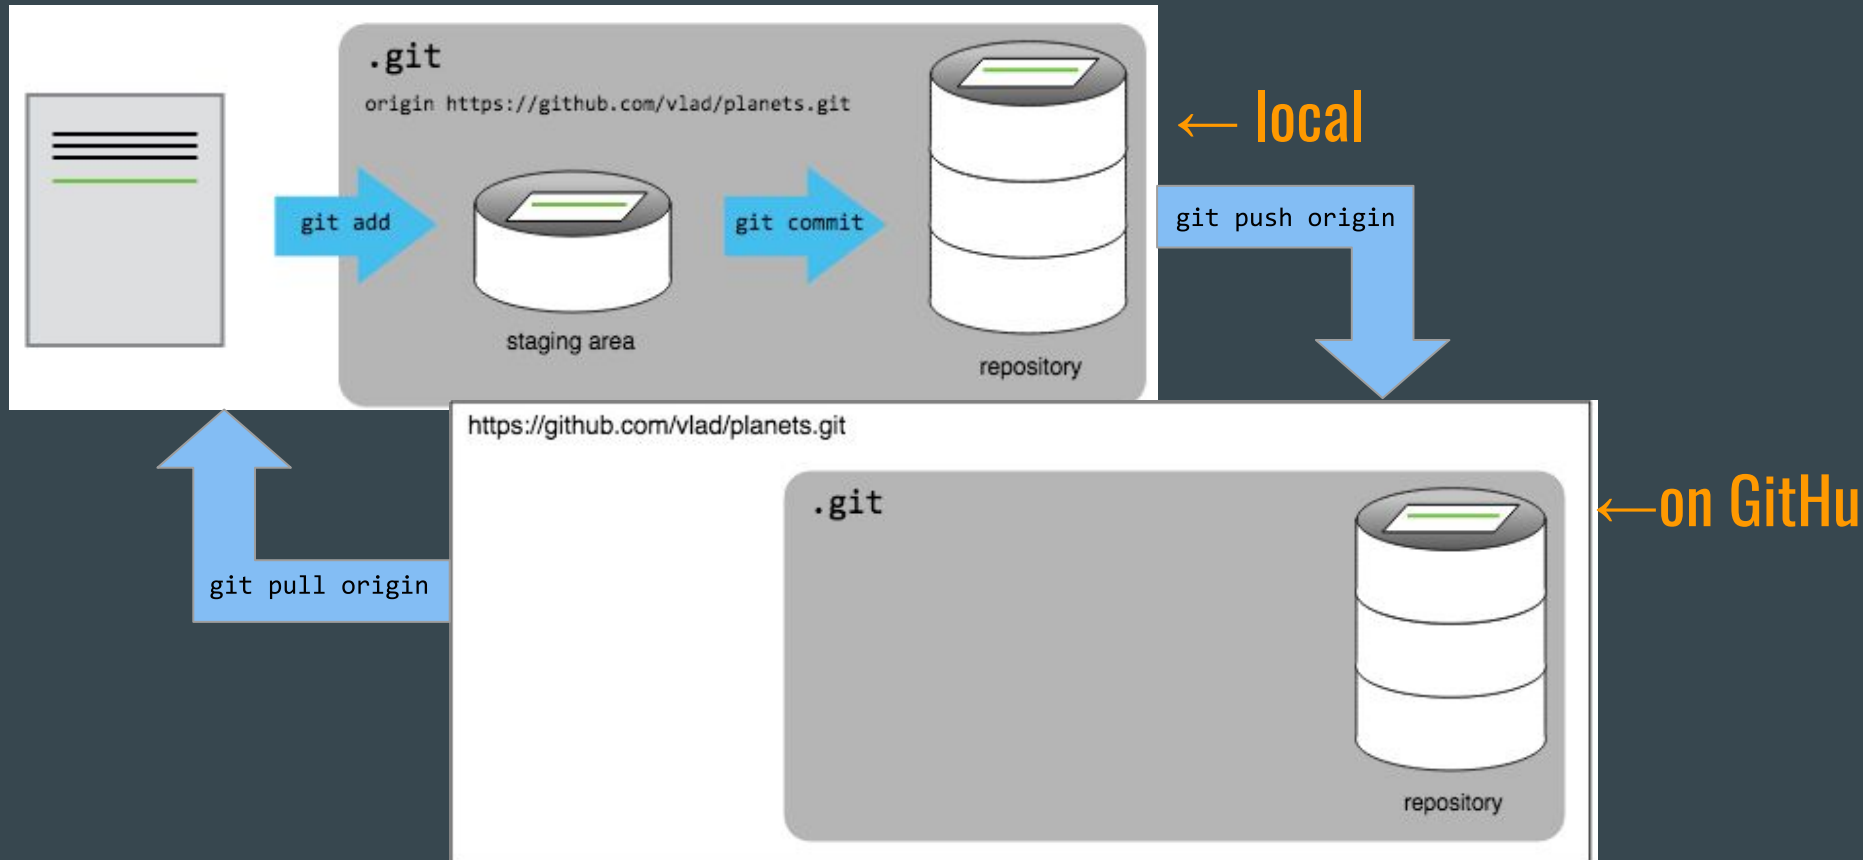 .git
origin https://github.com/vlad/planets.git
← local
git add
git commit
git push origin
staging area
repository
https://github.com/vlad/planets.git
.git
←on GitHu
git pull origin
repository